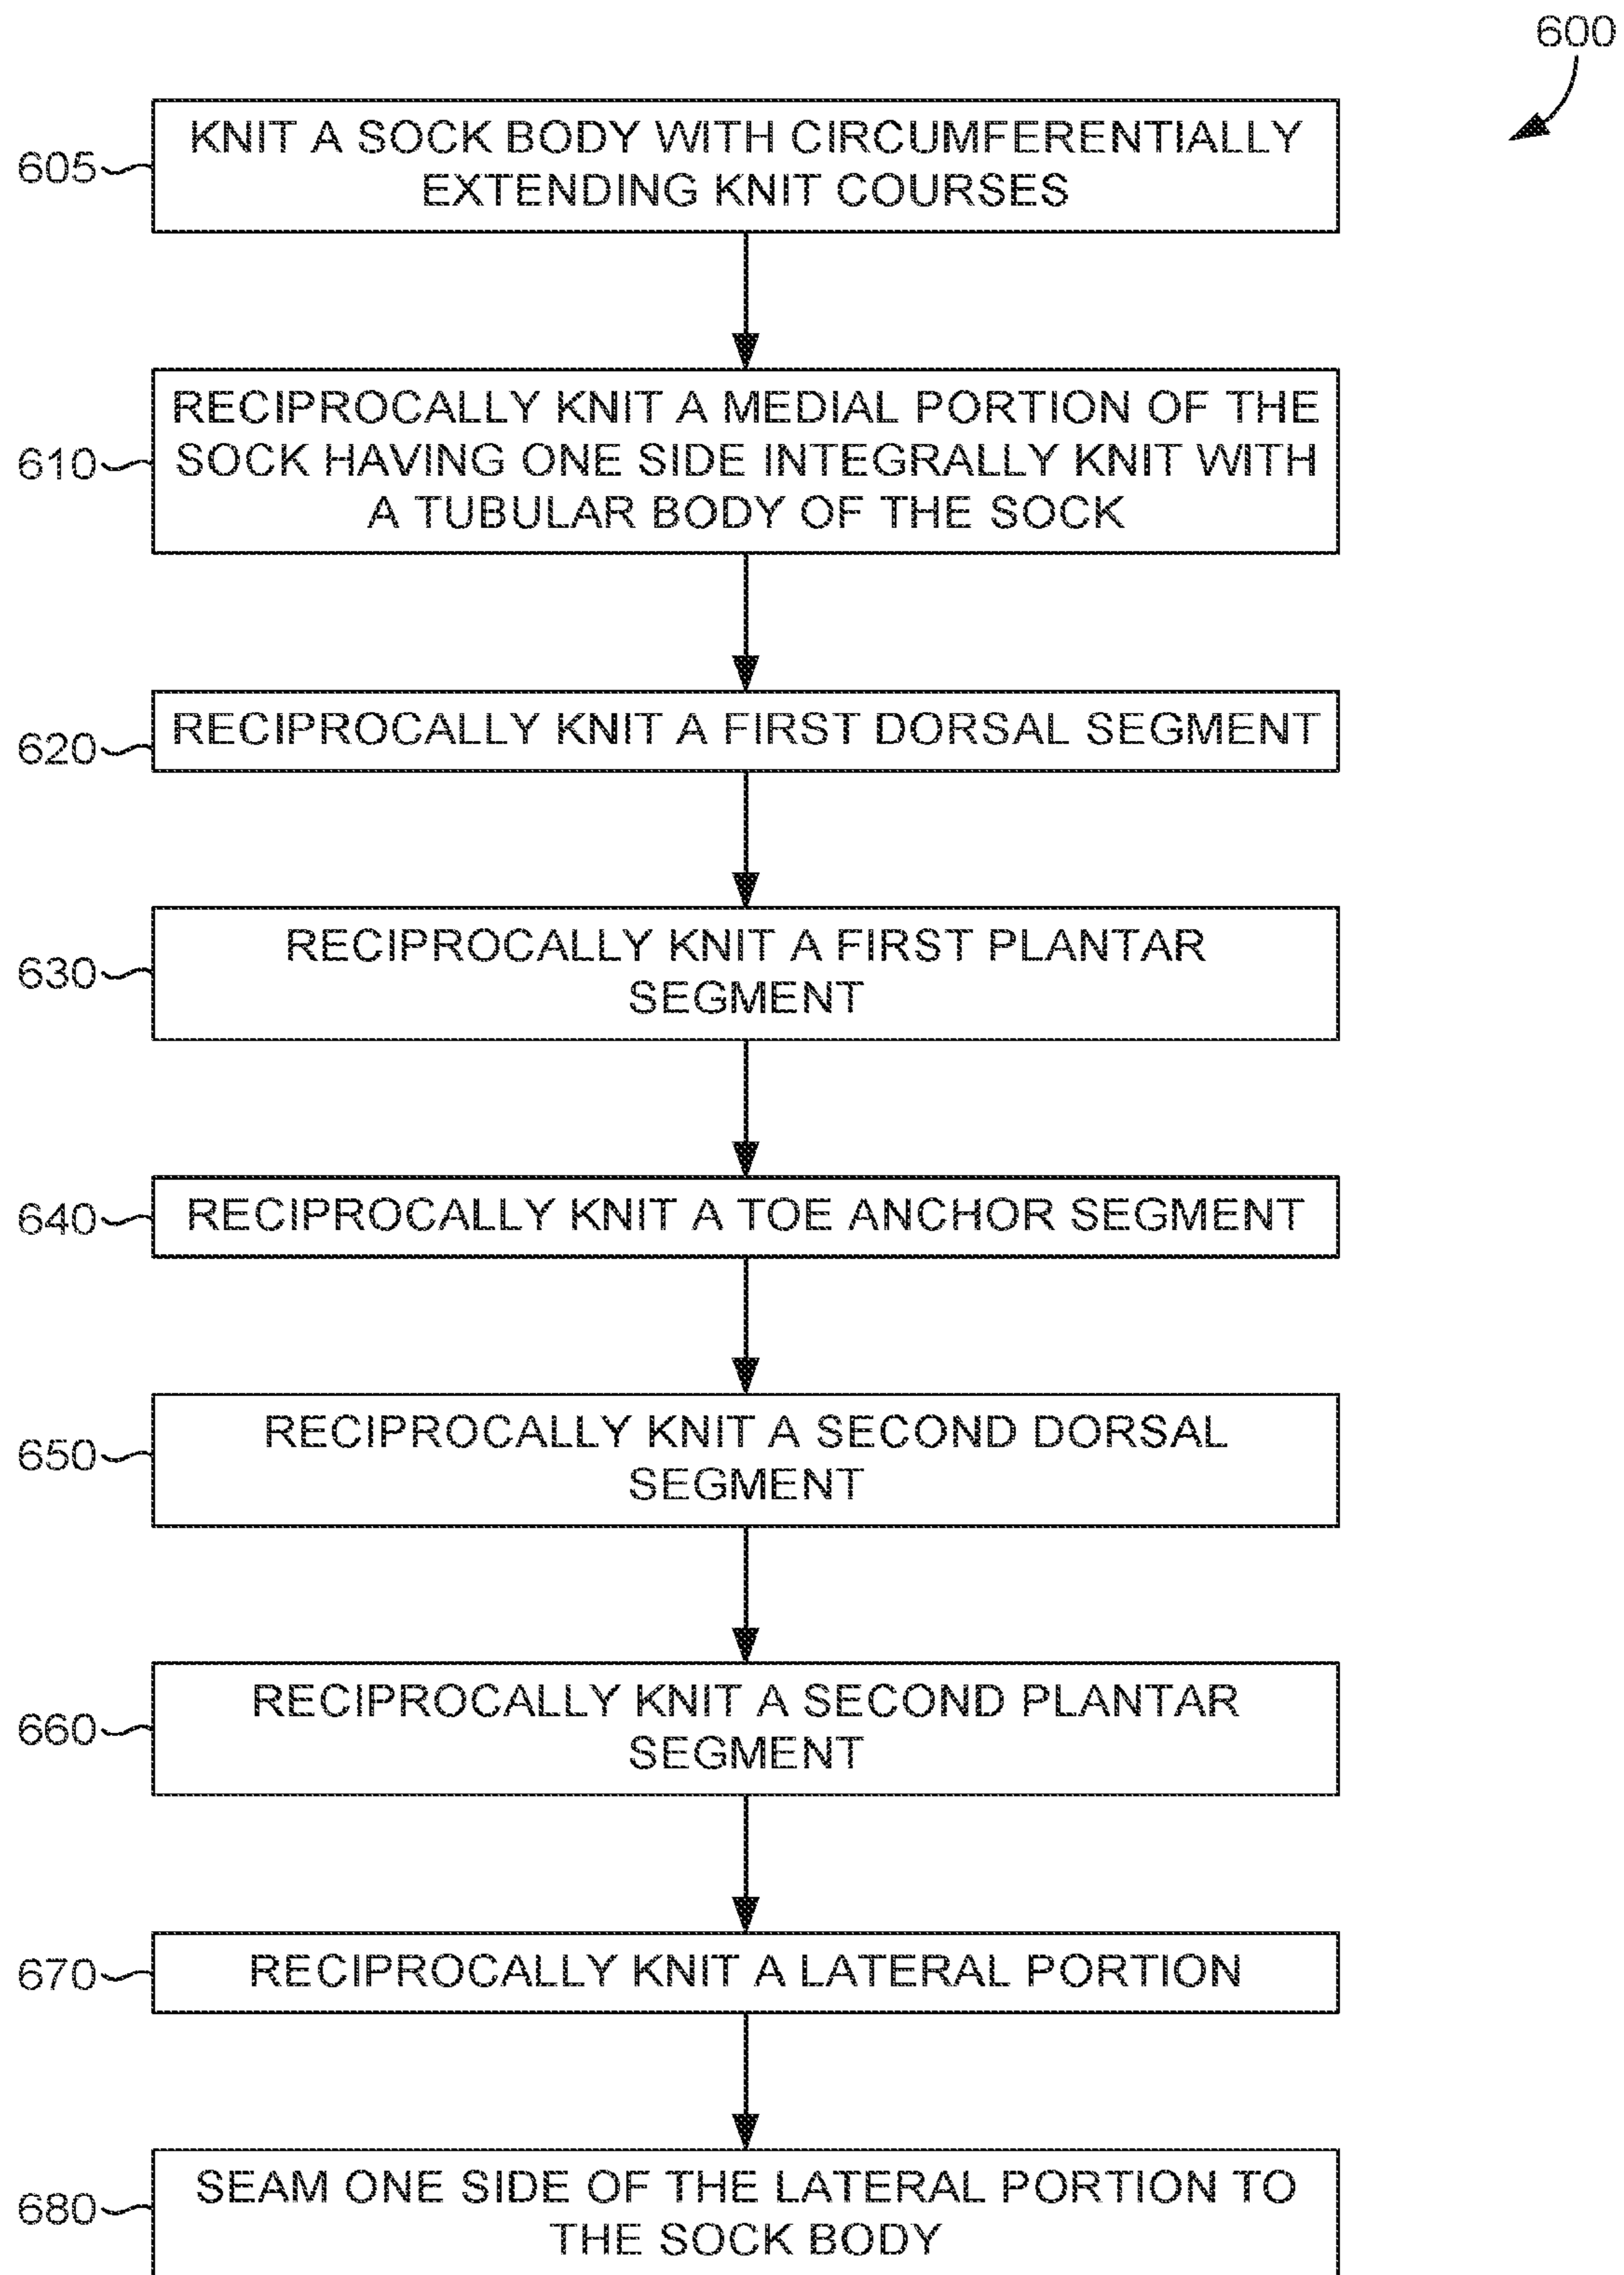 600
605
KNIT A SOCK BODY WITH CIRCUMFERENTIALLY
EXTENDING KNIT COURSES
610
RECIPROCALLY KNIT A MEDIAL PORTION OF THE
SOCK HAVING ONE SIDE INTEGRALLY KNIT WITH
A TUBULAR BODY OF THE SOCK
620
RECIPROCALLY KNIT A FIRST DORSAL SEGMENT
630
RECIPROCALLY KNIT A FIRST PLANTAR
SEGMENT
640
RECIPROCALLY KNIT A TOE ANCHOR SEGMENT
650
RECIPROCALLY KNIT A SECOND DORSAL
SEGMENT
660
RECIPROCALLY KNIT A SECOND PLANTAR
SEGMENT
670
RECIPROCALLY KNIT A LATERAL PORTION
680
SEAM ONE SIDE OF THE LATERAL PORTION TO
THE SOCK BODY